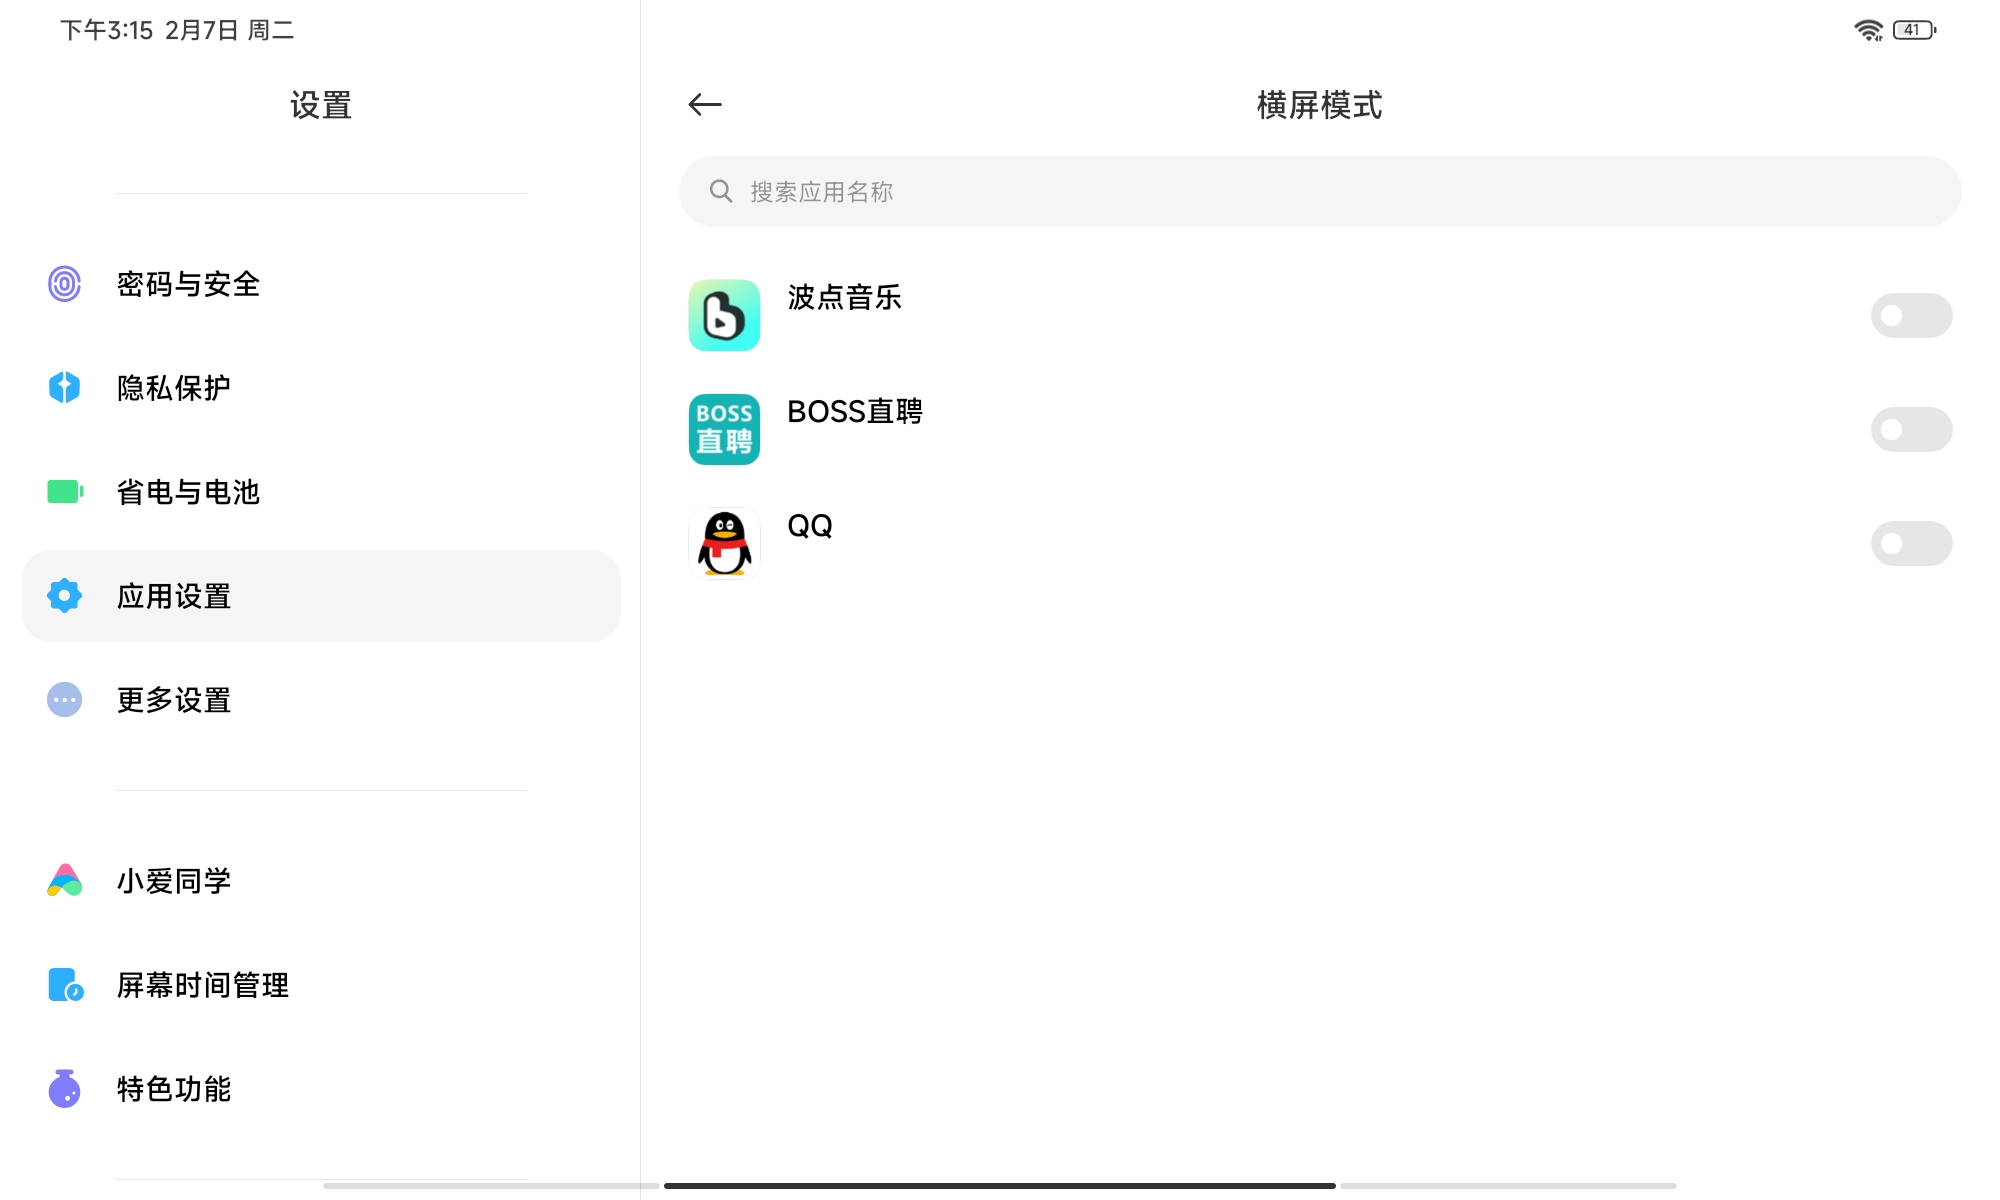 下午3:15 2月7日 周二
41
设置
密码与安全
隐私保护
省电与电池
应用设置
更多设置
小爱同学
屏幕时间管理
特色功能
横屏模式
搜索应用名称
波点音乐
BOSS
直聘
BOSS直聘
QQ